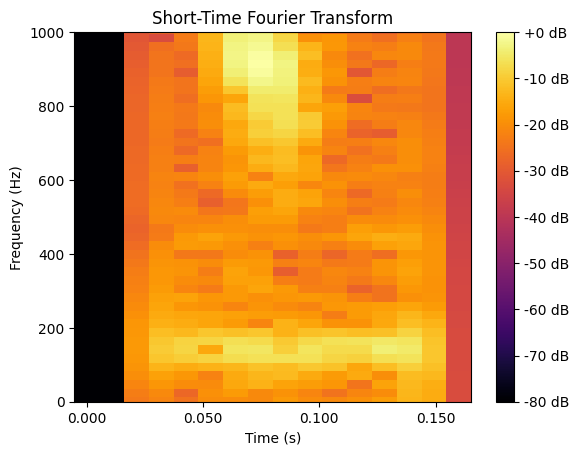 Short-Time Fourier Transform
Frequency (Hz)
1000
800
600
400
200
0
0.000
0.050
0.100
0.150
Time (s)
+0 dB
-10 dB
-20 dB
-30 dB
-40 dB
-50 dB
-60 dB
-70 dB
-80 dB